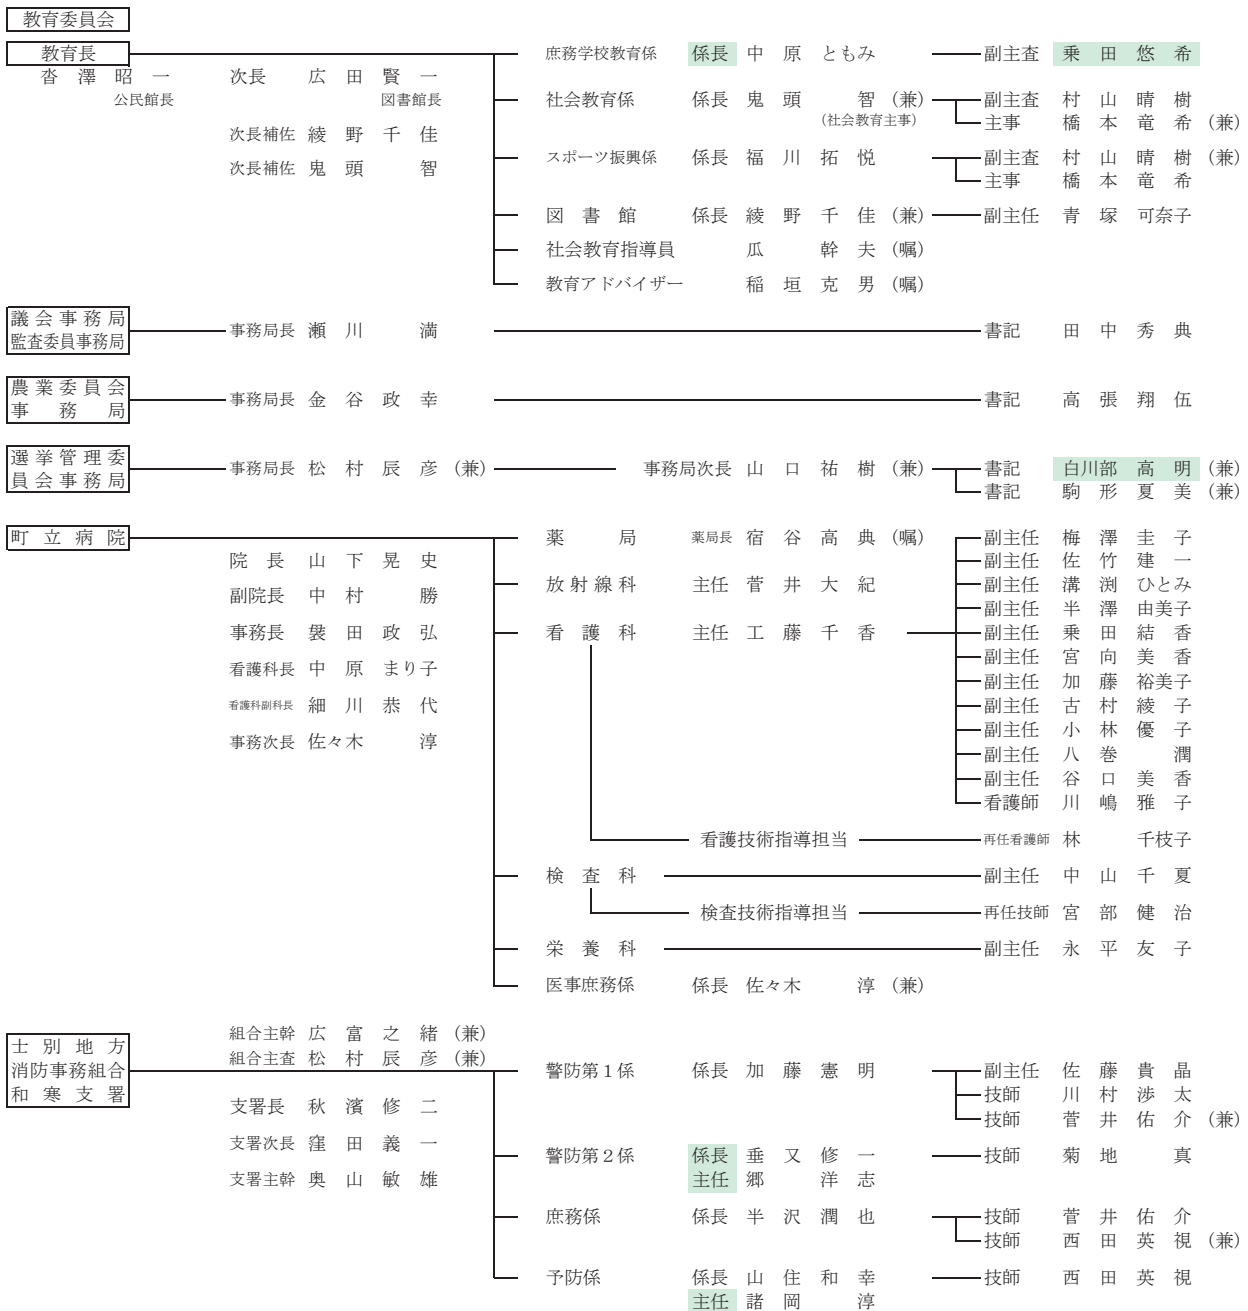 教育委員会
教育長 庶務学校教育係 係長 中原ともみ 副主査 乗田悠希
沓澤昭一 次長 広田賢一
公民館長 図書館長 社会教育係 係長 鬼頭智(兼) 副主査 村山晴樹
(社会教育主事) 主事 橋本竜希(兼)
次長補佐 綾野千佳
次長補佐 鬼頭智 スポーツ振興係 係長 福川拓悦 副主査 村山晴樹(兼)
主事 橋本竜希
図書館 係長 綾野千佳(兼) 副主任 青塚可奈子
社会教育指導員 瓜幹夫(嘱)
教育アドバイザー 稲垣克男(嘱)
議会事務局
監査委員事務局 事務局長 瀬川満 書記 田中秀典
農業委員会
事務局 事務局長 金谷政幸 書記 高張翔伍
選挙管理委
員会事務局 事務局長 松村辰彦(兼) 事務局次長 山口祐樹(兼) 書記 白川部高明(兼)
書記 駒形夏美(兼)
町立病院 薬局 薬局長 宿谷高典(嘱) 副主任 梅澤圭子
院長 山下晃史 副主任 佐竹建一
放射線科 主任 菅井大紀 副主任 溝渕ひとみ
副院長 中村勝 副主任 半澤由美子
事務長 袰田政弘 看護科 主任 工藤千香 副主任 乗田結香
副主任 宮向美香
看護科長 中原まり子 副主任 加藤裕美子
看護科副科長 細川恭代 副主任 古村綾子
副主任 小林優子
事務次長 佐々木淳 副主任 八巻潤
副主任 谷口美香
看護師 川嶋雅子
看護技術指導担当 再任看護師 林千枝子
検査科 副主任 中山千夏
検査技術指導担当 再任技師 宮部健治
栄養科 副主任 永平友子
医事庶務係 係長 佐々木淳(兼)
組合主幹 広富之緒(兼)
組合主査 松村辰彦(兼)
士別地方
消防事務組合
和寒支署 警防第1係 係長 加藤憲明 副主任 佐藤貴晶
技師 川村渉太
支署長 秋濱修二 技師 菅井佑介(兼)
支署次長 窪田義一 警防第2係 係長 垂又修一 技師 菊地真
支署主幹 奥山敏雄 主任 郷洋志
庶務係 係長 半沢潤也 技師 菅井佑介
技師 西田英視(兼)
予防係 係長 山住和幸 技師 西田英視
主任 諸岡淳